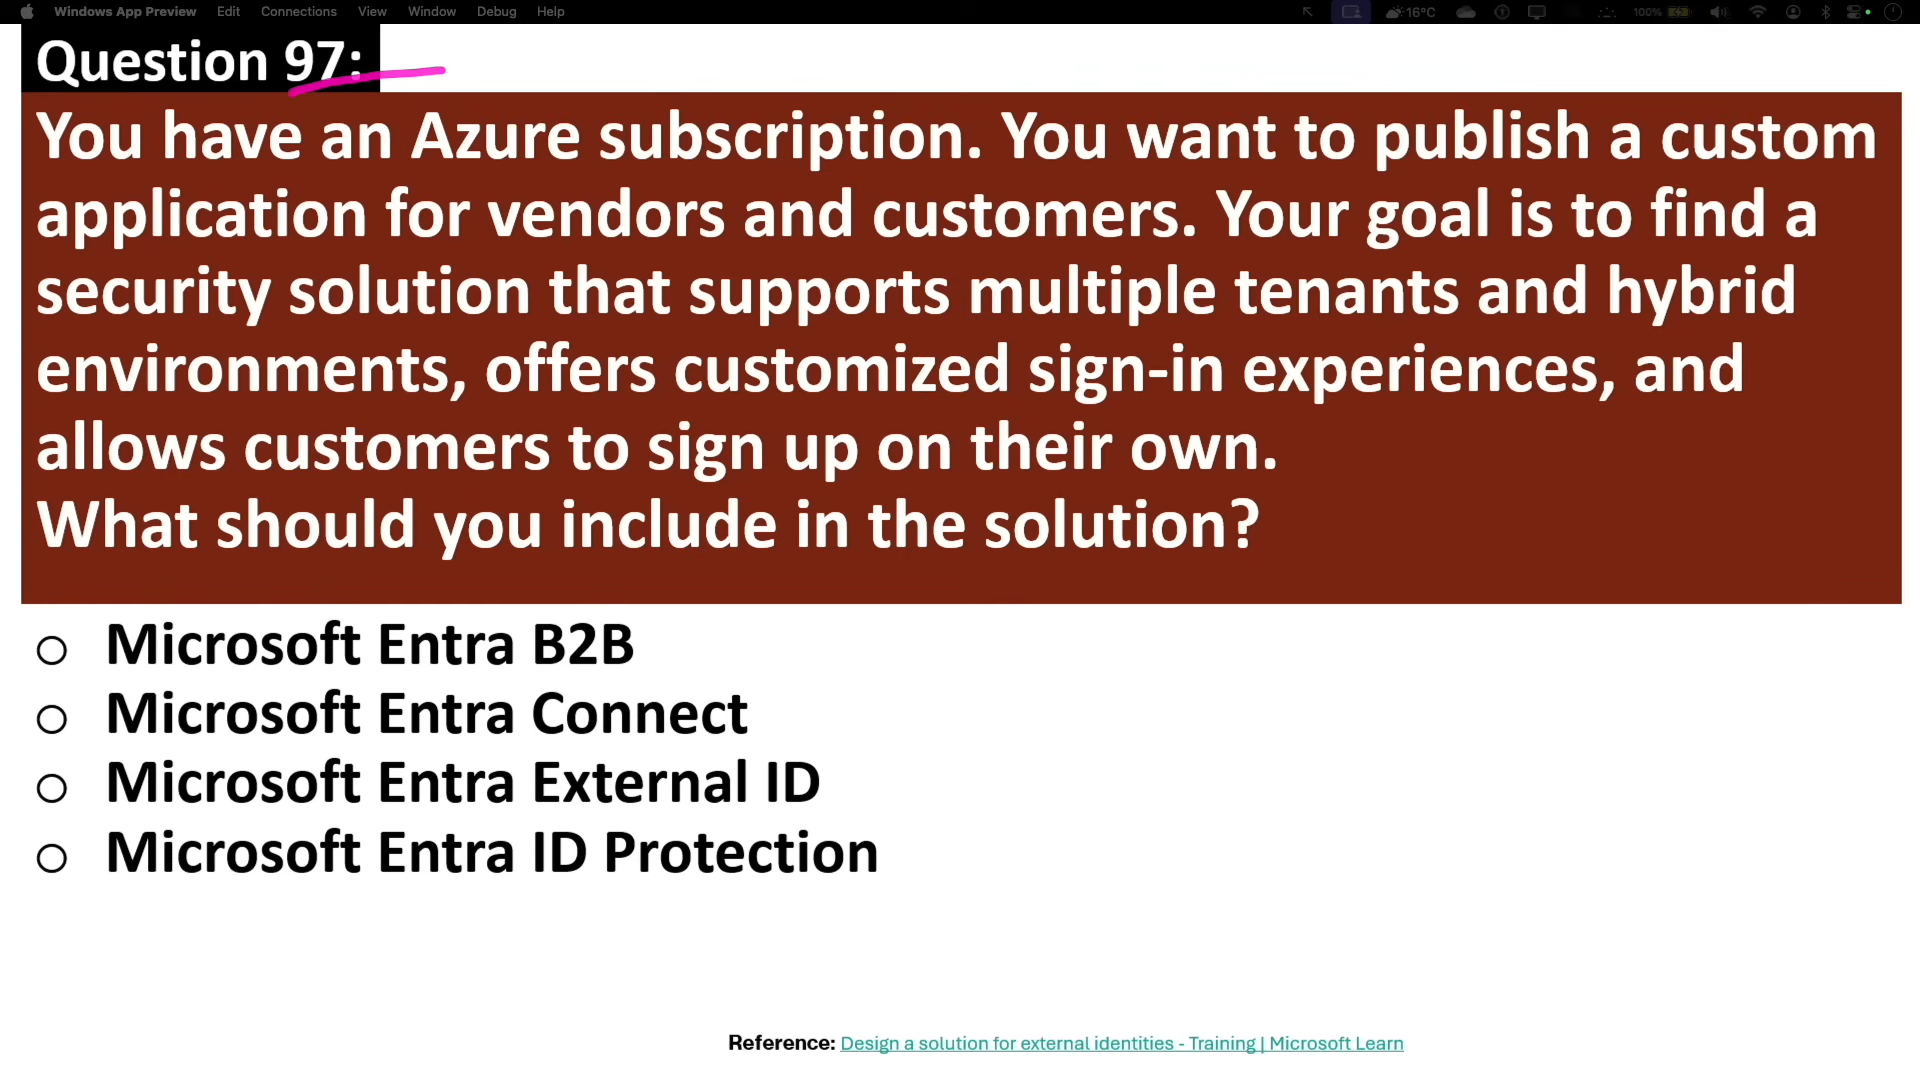 Windows App Preview Edit Connections View Window Debug Help 16°C 100%
Question 97:
You have an Azure subscription. You want to publish a custom
application for vendors and customers. Your goal is to find a
security solution that supports multiple tenants and hybrid
environments, offers customized sign-in experiences, and
allows customers to sign up on their own.
What should you include in the solution?
Microsoft Entra B2B
Microsoft Entra Connect
Microsoft Entra External ID
Microsoft Entra ID Protection
Reference: Design a solution for external identities - Training | Microsoft Learn